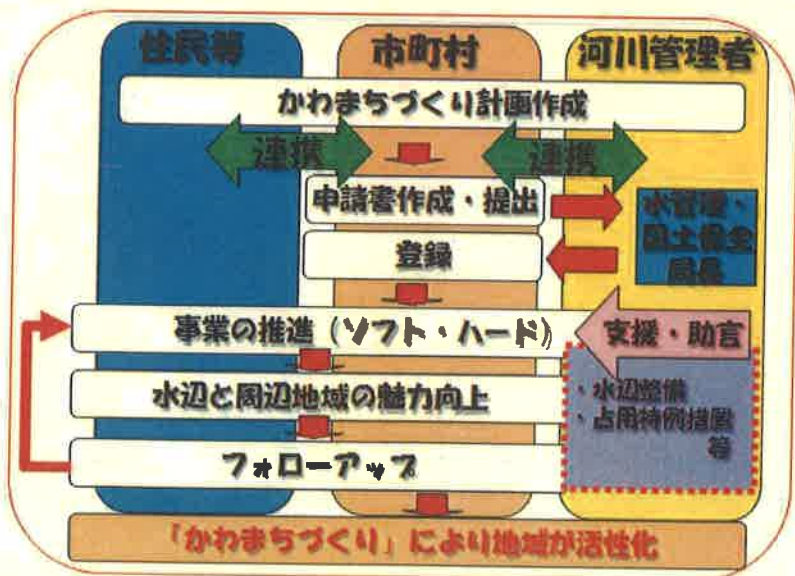 住民等
市町村
河川管理者
かわまちづくり計画作成
連携
連携
申請書作成・提出
水管理・
国土保全
局長
登録
事業の推進（ソフト・ハード）
支援・助言
水辺と周辺地域の魅力向上
・水辺整備
・占用特例措置
等
フォローアップ
「かわまちづくり」により地域が活性化